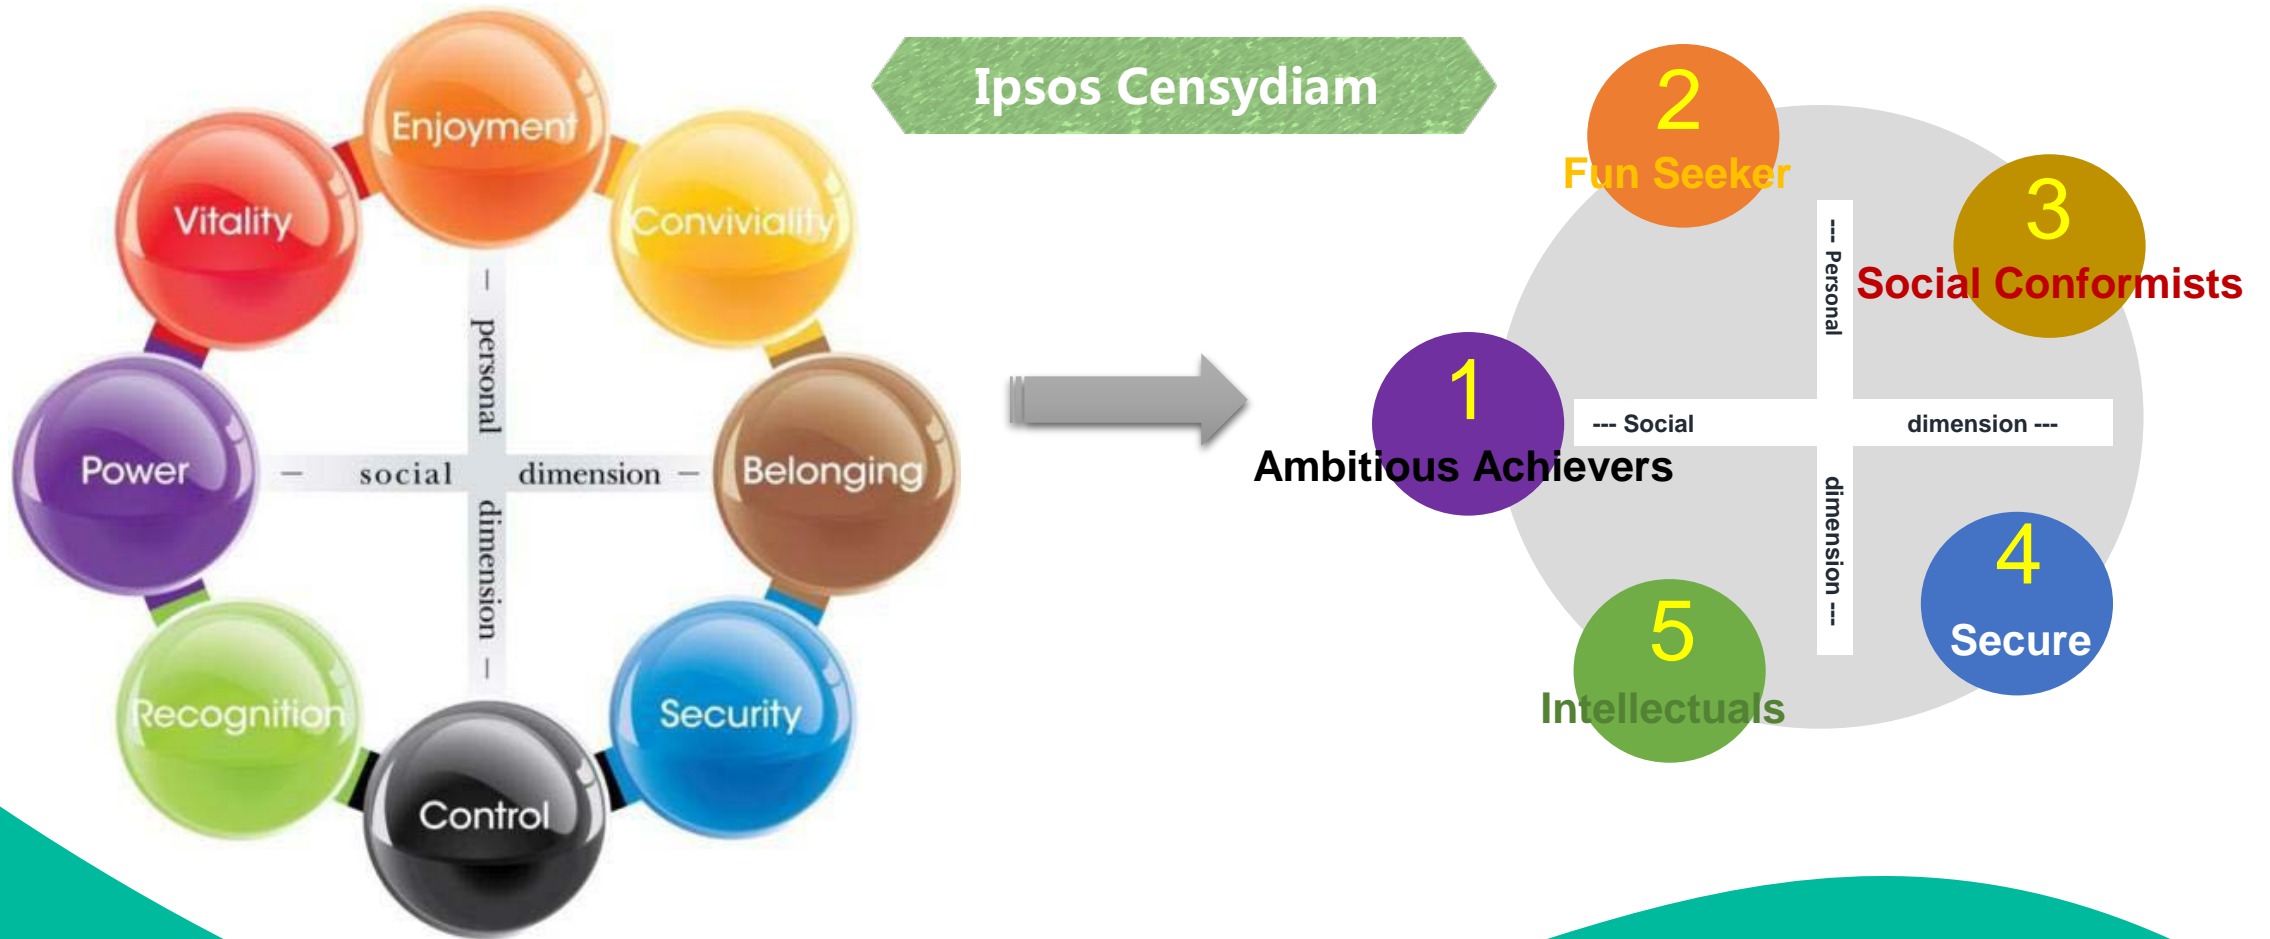 Ipsos Censydiam
Enjoyment
Vitality
Conviviality
Power
Belonging
Recognition
Security
Control
– personal dimension –
– social dimension –
1
Ambitious Achievers
2
Fun Seeker
3
Social Conformists
4
Secure
5
Intellectuals
---- Personal dimension ---
--- Social dimension ---